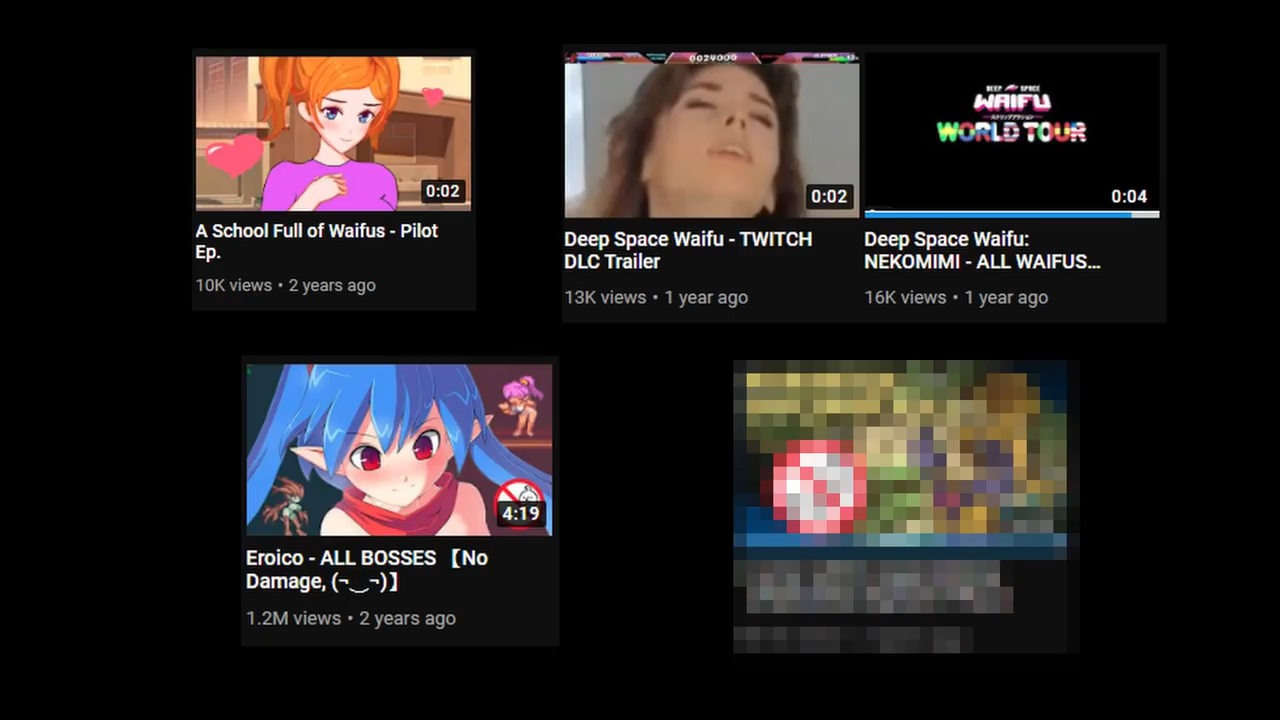 0:02
A School Full of Waifus - Pilot
Ep.
10K views • 2 years ago
0024000
0:02
Deep Space Waifu - TWITCH
DLC Trailer
13K views • 1 year ago
DEEP SPACE
WAIFU
WORLD TOUR
0:04
Deep Space Waifu:
NEKOMIMI - ALL WAIFUS...
16K views • 1 year ago
4:19
Eroico - ALL BOSSES 【No
Damage, (¬‿¬)】
1.2M views • 2 years ago